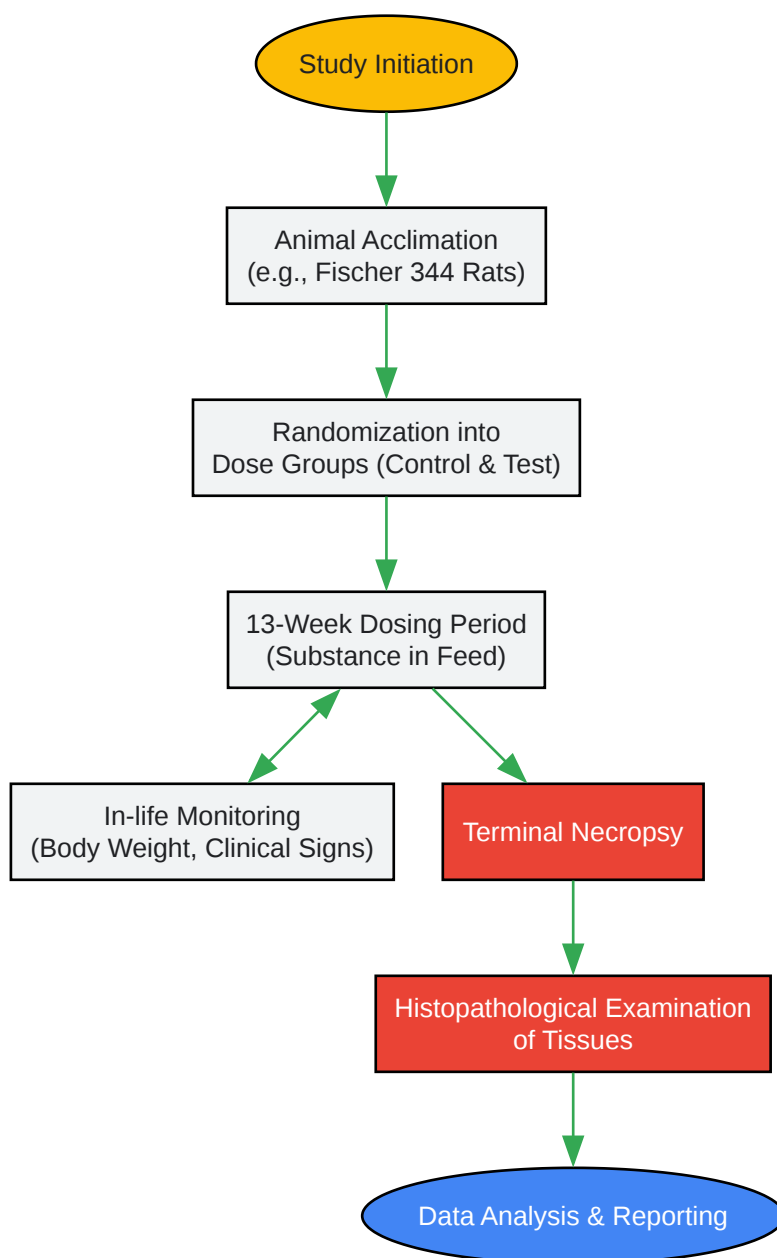 Study Initiation
Animal Acclimation
(e.g., Fischer 344 Rats)
Randomization into
Dose Groups (Control & Test)
13-Week Dosing Period
(Substance in Feed)
In-life Monitoring
(Body Weight, Clinical Signs)
Terminal Necropsy
Histopathological Examination
of Tissues
Data Analysis & Reporting